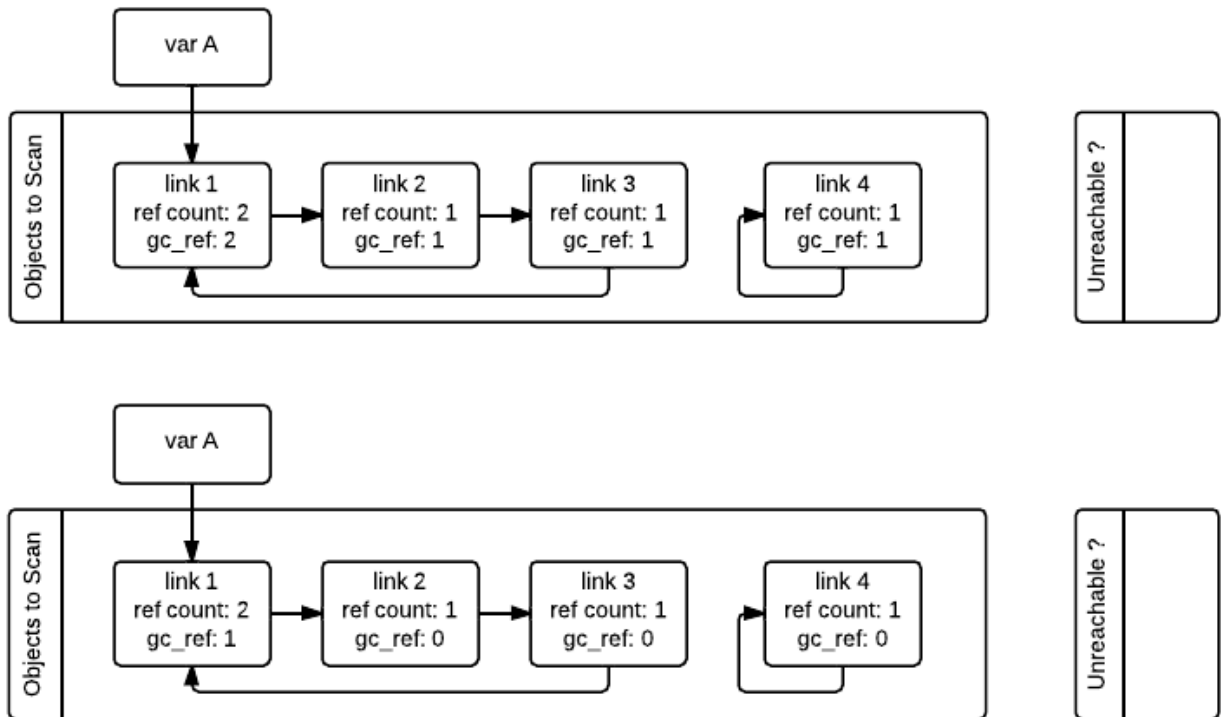 var A
Objects to Scan
link 1
ref count: 2
gc_ref: 2
link 2
ref count: 1
gc_ref: 1
link 3
ref count: 1
gc_ref: 1
link 4
ref count: 1
gc_ref: 1
Unreachable ?
var A
Objects to Scan
link 1
ref count: 2
gc_ref: 1
link 2
ref count: 1
gc_ref: 0
link 3
ref count: 1
gc_ref: 0
link 4
ref count: 1
gc_ref: 0
Unreachable ?